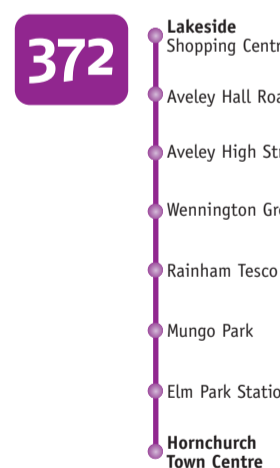 372
Lakeside
Shopping Centr
Aveley Hall Roa
Aveley High Str
Wennington Gre
Rainham Tesco
Mungo Park
Elm Park Statio
Hornchurch
Town Centre